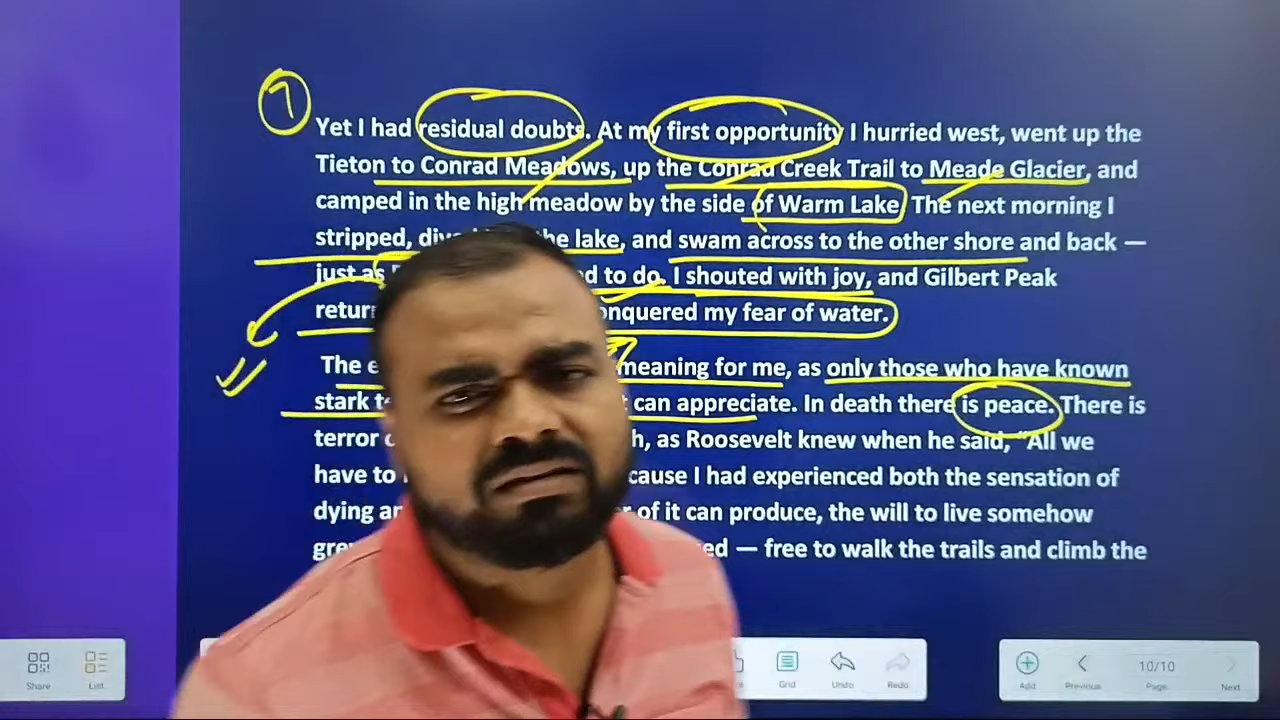 7
Yet I had residual doubts. At my first opportunity I hurried west, went up the
Tieton to Conrad Meadows, up the Conrad Creek Trail to Meade Glacier, and
camped in the high meadow by the side of Warm Lake. The next morning I
stripped, the lake, and swam across to the other shore and back —
just as to do. I shouted with joy, and Gilbert Peak
my fear of water.
The meaning for me, as only those who have known
stark can appreciate. In death there is peace. There is
terror as Roosevelt knew when he said, “All we
have to I had experienced both the sensation of
dying of it can produce, the will to live somehow
— free to walk the trails and climb the
Share
List
Grid
Undo
Redo
Add
Previous
10/10
Page
Next